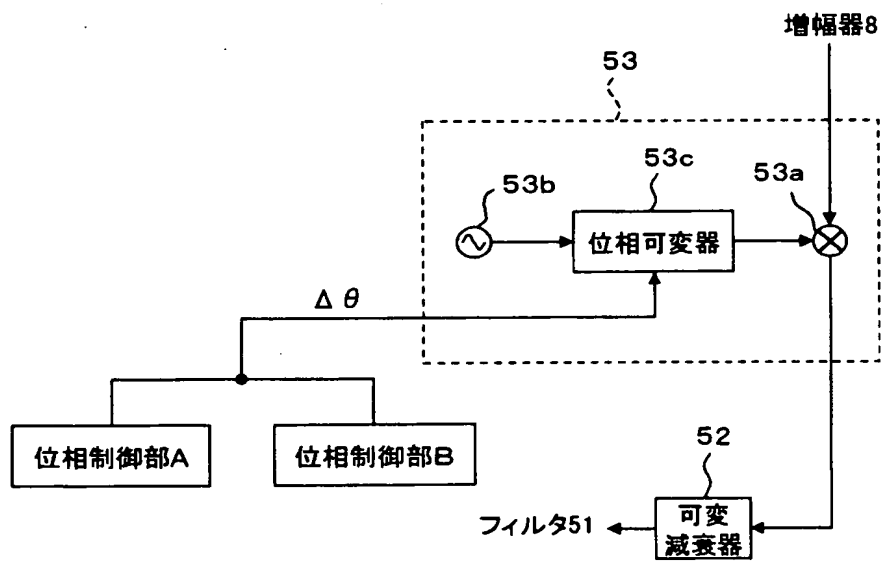 増幅器8
53
53c
53a
53b
位相可変器
Δθ
位相制御部A
位相制御部B
52
フィルタ51
可変
減衰器